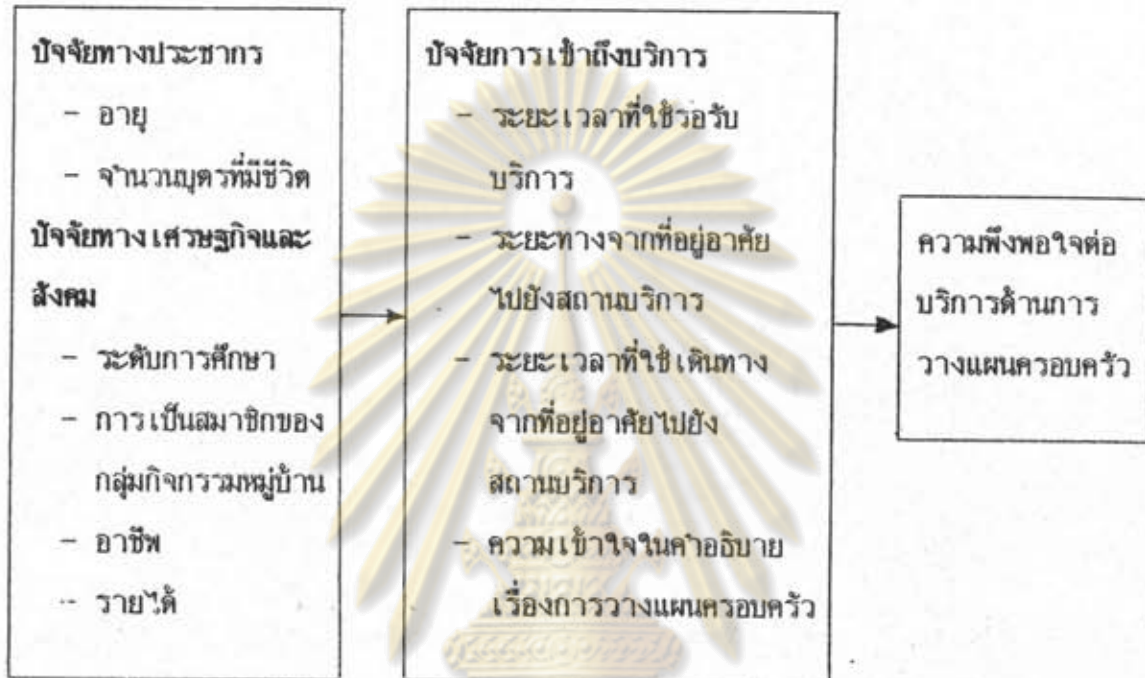 ปัจจัยทางประชากร
- อายุ
- จำนวนบุตรที่มีชีวิต
ปัจจัยทางเศรษฐกิจและ
สังคม
- ระดับการศึกษา
- การเป็นสมาชิกของ
กลุ่มกิจกรรมหมู่บ้าน
- อาชีพ
- รายได้
ปัจจัยการเข้าถึงบริการ
- ระยะเวลาที่ใช้รอรับ
บริการ
- ระยะทางจากที่อยู่อาศัย
ไปยังสถานบริการ
- ระยะเวลาที่ใช้เดินทาง
จากที่อยู่อาศัยไปยัง
สถานบริการ
- ความเข้าใจในคำอธิบาย
เรื่องการวางแผนครอบครัว
ความพึงพอใจต่อ
บริการด้านการ
วางแผนครอบครัว